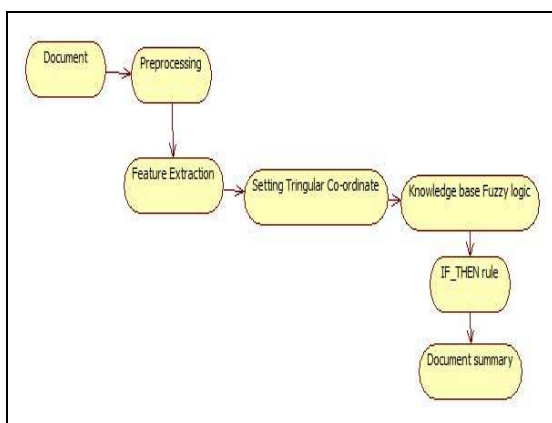 Document
Preprocessing
Feature Extraction
Setting Tringular Co-ordinate
Knowledge base Fuzzy logic
IF_THEN rule
Document summary